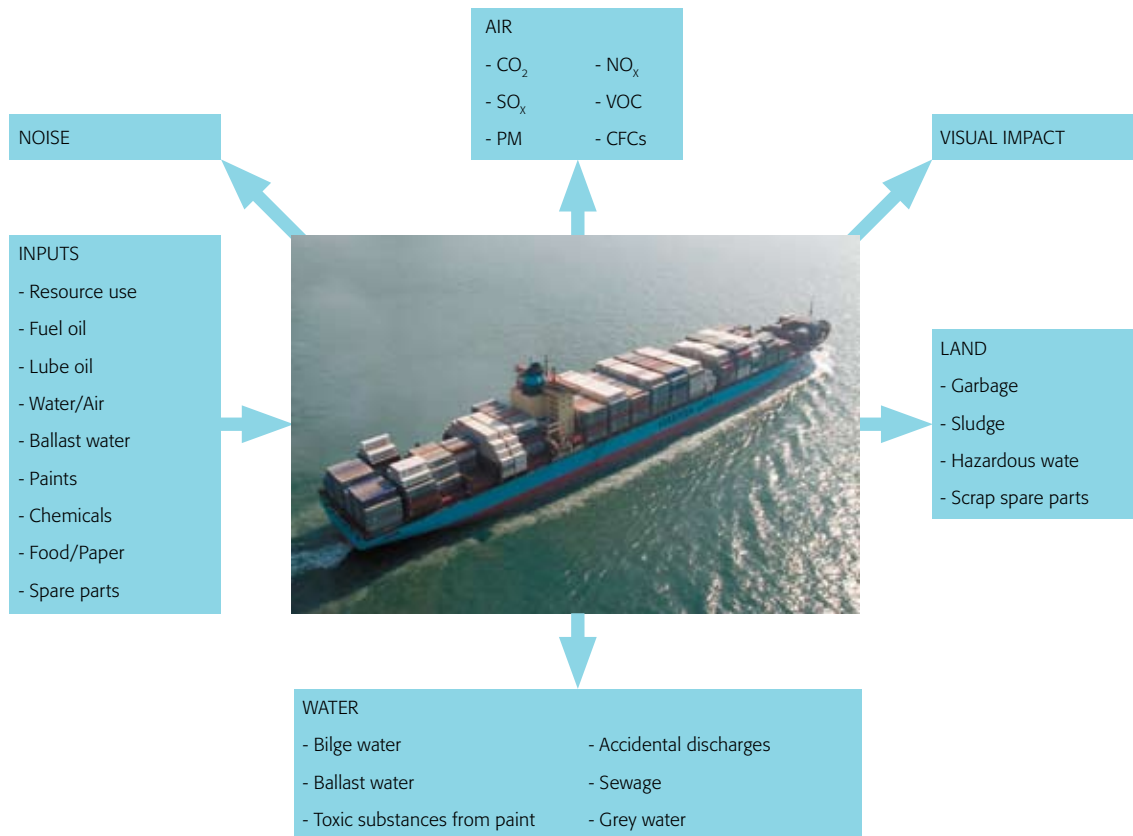 AIR
- CO₂ - NOₓ
- SOₓ - VOC
- PM - CFCs
NOISE
VISUAL IMPACT
INPUTS
- Resource use
- Fuel oil
- Lube oil
- Water/Air
- Ballast water
- Paints
- Chemicals
- Food/Paper
- Spare parts
LAND
- Garbage
- Sludge
- Hazardous wate
- Scrap spare parts
WATER
- Bilge water - Accidental discharges
- Ballast water - Sewage
- Toxic substances from paint - Grey water